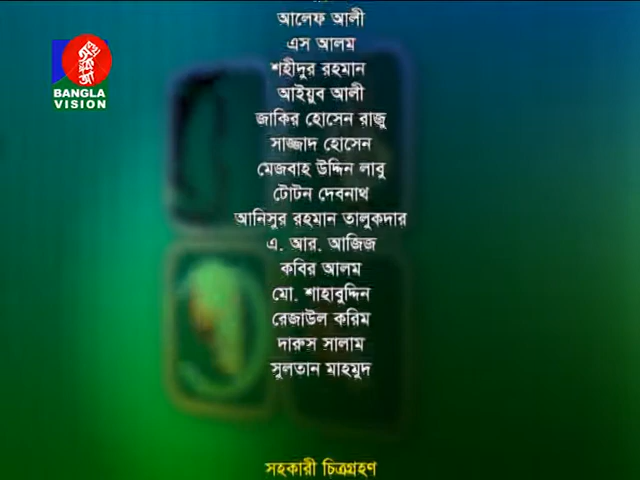 আলেফ আলী
এস আলম
শহীদুর রহমান
আইয়ুব আলী
জাকির হোসেন রাজু
সাজ্জাদ হোসেন
মেজবাহ উদ্দিন লাবু
টোটন দেবনাথ
আনিসুর রহমান তালুকদার
এ. আর. আজিজ
কবির আলম
মো. শাহাবুদ্দিন
রেজাউল করিম
দারুস সালাম
সুলতান মাহমুদ
সহকারী চিত্রগ্রহণ
BANGLA
VISION